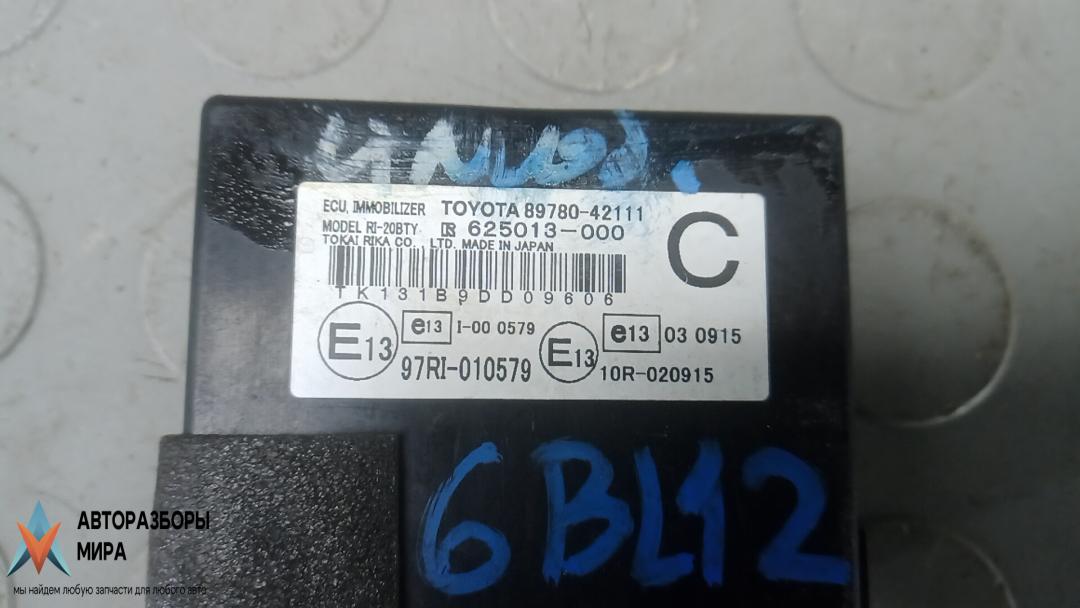 ECU, IMMOBILIZER TOYOTA 89780-42111
MODEL RI-20BTY R 625013-000
TOKAI RIKA CO., LTD. MADE IN JAPAN
C
TK131B9DD09606
E13 e13 I-00 0579 E13 e13 03 0915
97RI-010579 10R-020915
6BL12
АВТОРАЗБОРЫ
МИРА
мы найдем любую запчасти для любого авто